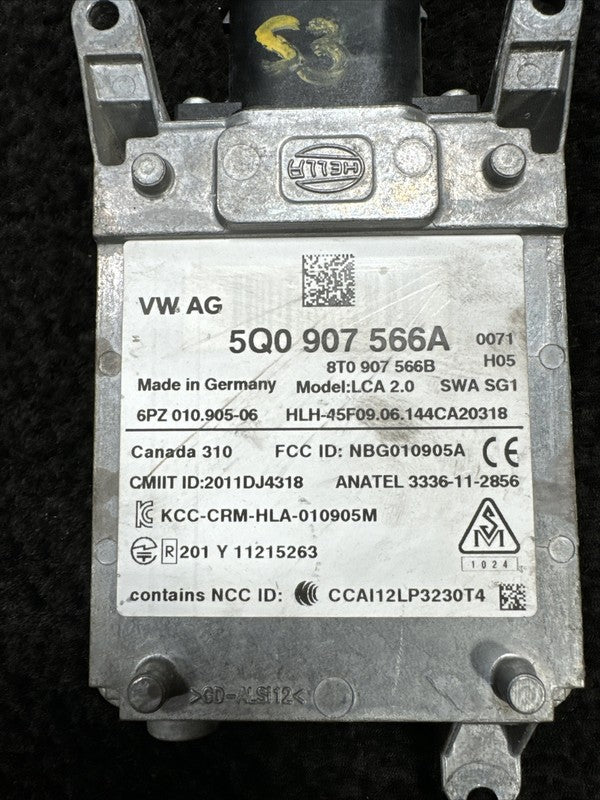 S3
HELLA
VW AG
5Q0 907 566A 0071
8T0 907 566B H05
Made in Germany Model:LCA 2.0 SWA SG1
6PZ 010.905-06 HLH-45F09.06.144CA20318
Canada 310 FCC ID: NBG010905A CE
CMIIT ID:2011DJ4318 ANATEL 3336-11-2856
KCC-CRM-HLA-010905M
R 201 Y 11215263
SVM
1024
contains NCC ID: CCAI12LP3230T4
>GD-ALSI12<